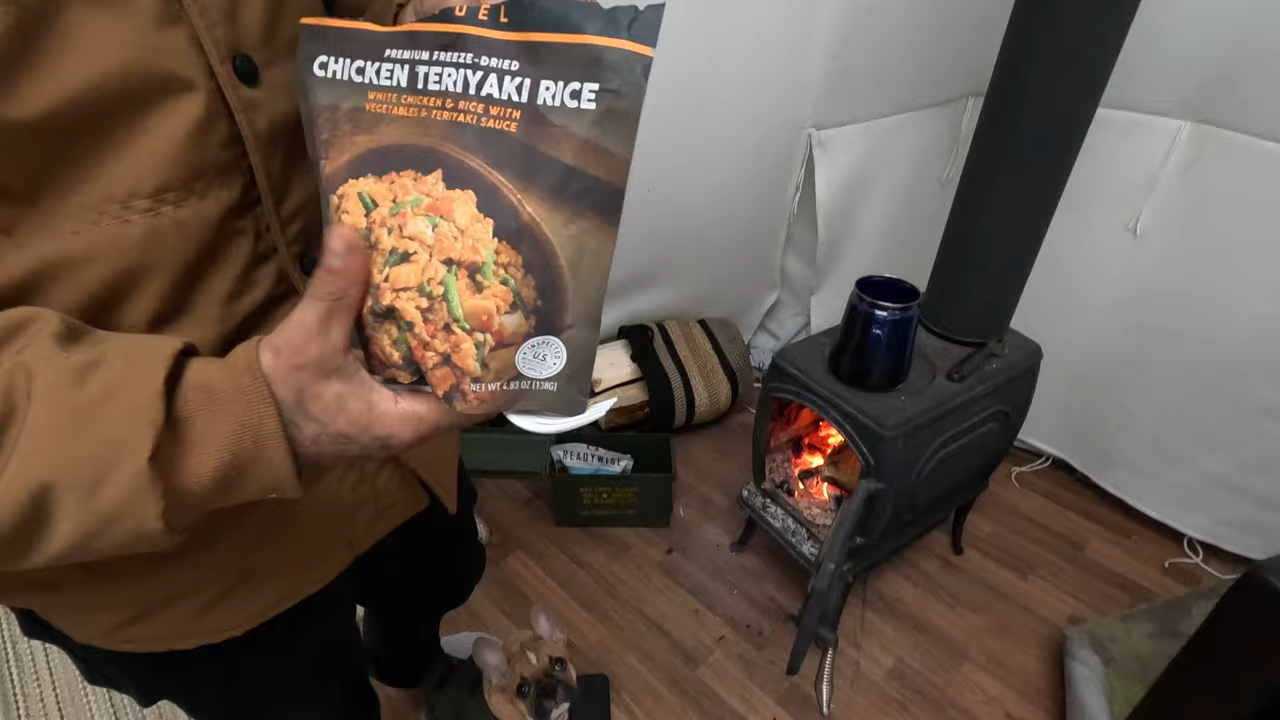 PREMIUM FREEZE-DRIED
CHICKEN TERIYAKI RICE
WHITE CHICKEN & RICE WITH
VEGETABLES & TERIYAKI SAUCE
INSPECTED
U.S.
NET WT 4.83 OZ (138G)
READYWISE